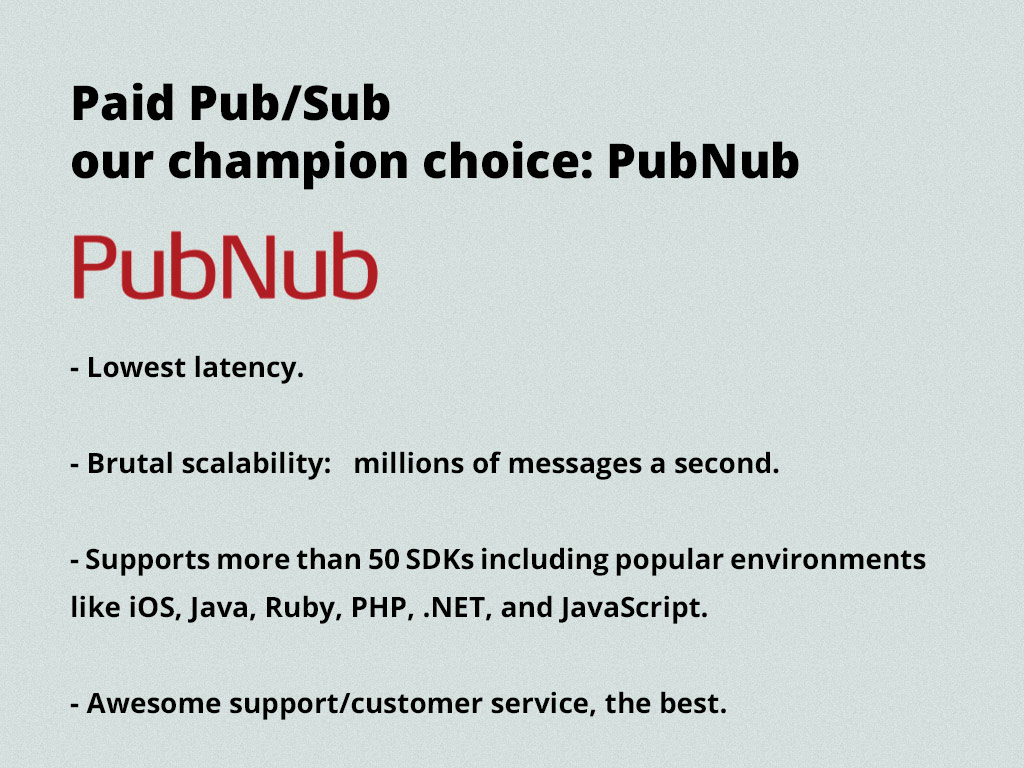 Paid Pub/Sub
our champion choice: PubNub
PubNub
- Lowest latency.
- Brutal scalability: millions of messages a second.
- Supports more than 50 SDKs including popular environments
like iOS, Java, Ruby, PHP, .NET, and JavaScript.
- Awesome support/customer service, the best.